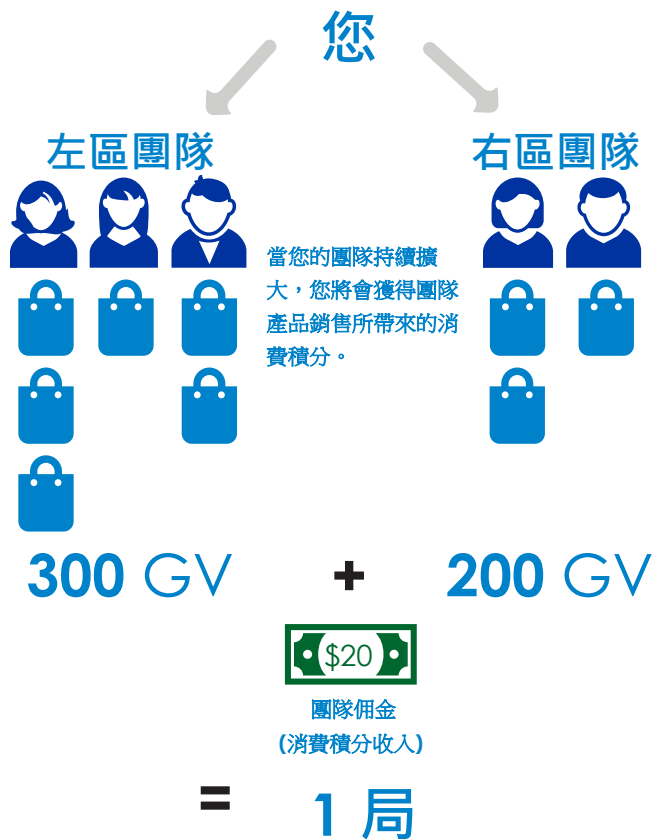 您
左區團隊
右區團隊
當您的團隊持續擴
大，您將會獲得團隊
產品銷售所帶來的消
費積分。
300 GV + 200 GV
$20
團隊佣金
(消費積分收入)
= 1 局